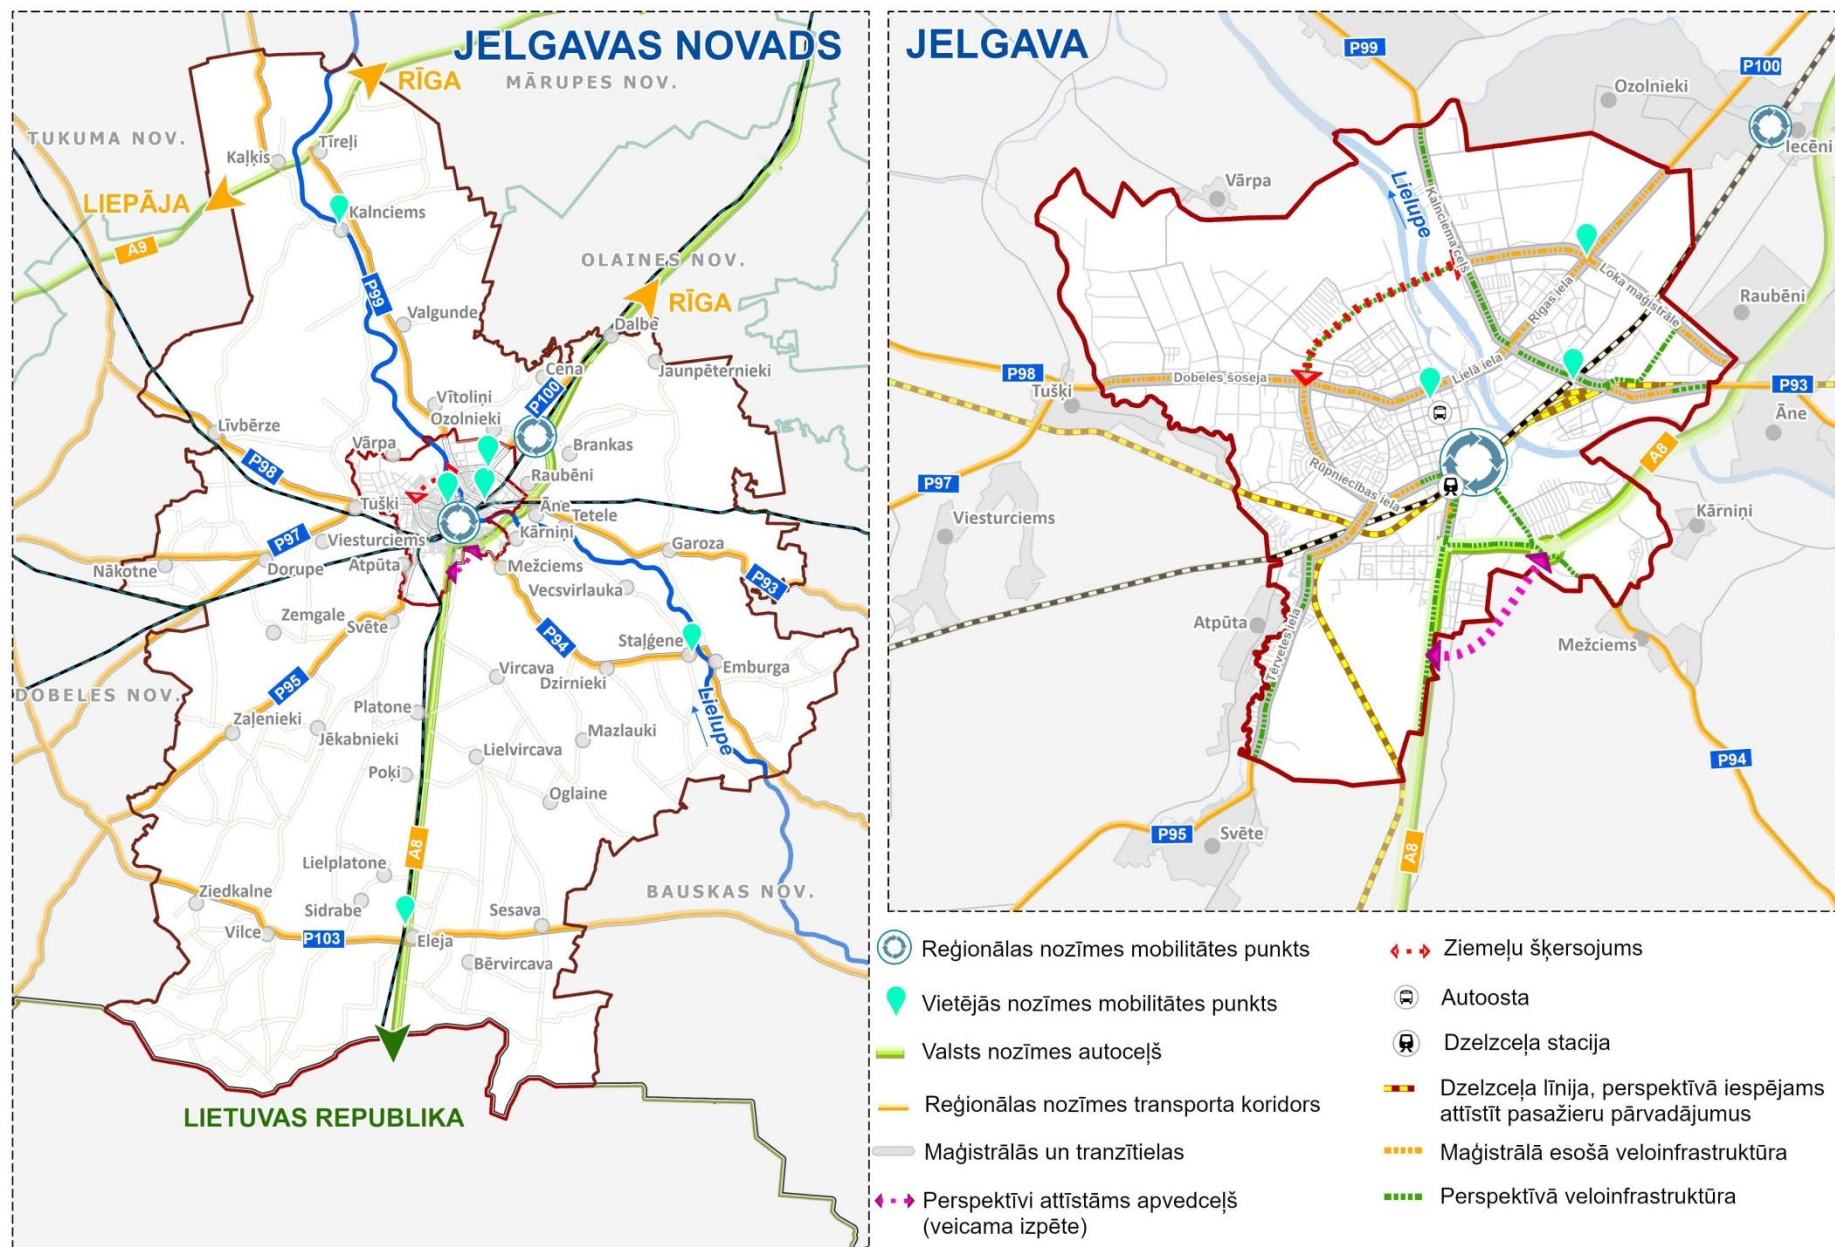 JELGAVAS NOVADS
RĪGA
MĀRUPES NOV.
TUKUMA NOV.
Tīreļi
Kaļķis
LIEPĀJA
Kalnciems
A9
OLAINES NOV.
P99
RĪGA
Valgunde
Dalbe
Cena
Jaunpēternieki
P100
Vītoliņi
Ozolnieki
Līvbērze
Vārpa
Brankas
P98
Raubēni
Tušķi
Āne
Tetele
P97
Viesturciems
Kārniņi
Garoza
Nākotne
Dorupe
Atpūta
Mežciems
P93
Vecsvirlauka
Zemgale
Svēte
P94
Staļģene
Emburga
Vircava
Dzirnieki
DOBELES NOV.
P95
Lielupe
Zaļenieki
Platone
Jēkabnieki
Mazlauki
Lielvircava
Poķi
Oglaine
A8
Lielplatone
BAUSKAS NOV.
Ziedkalne
Sidrabe
Sesava
Vilce
P103
Eleja
Bērvircava
LIETUVAS REPUBLIKA
JELGAVA
P99
P100
Ozolnieki
Iecēni
Vārpa
Lielupe
Kalnciema ceļš
Loka maģistrāle
Rīgas iela
Raubēni
P98
Tušķi
Dobeles šoseja
Lielā iela
P93
Āne
A8
P97
Rūpniecības iela
Viesturciems
Kārniņi
Atpūta
Tērvetes iela
Mežciems
P94
P95
Svēte
A8
Reģionālas nozīmes mobilitātes punkts
Vietējās nozīmes mobilitātes punkts
Valsts nozīmes autoceļš
Reģionālas nozīmes transporta koridors
Maģistrālās un tranzītielas
Perspektīvi attīstāms apvedceļš
(veicama izpēte)
Ziemeļu šķersojums
Autoosta
Dzelzceļa stacija
Dzelzceļa līnija, perspektīvā iespējams
attīstīt pasažieru pārvadājumus
Maģistrālā esošā veloinfrastruktūra
Perspektīvā veloinfrastruktūra